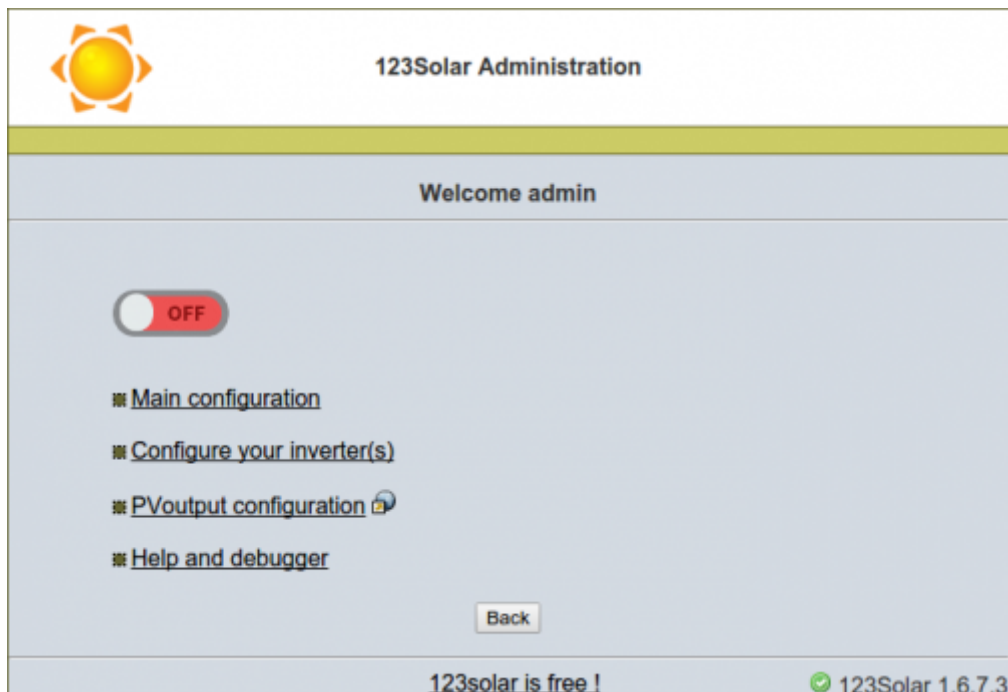 123Solar Administration
Welcome admin
OFF
Main configuration
Configure your inverter(s)
PVoutput configuration
Help and debugger
Back
123solar is free !
123Solar 1.6.7.3